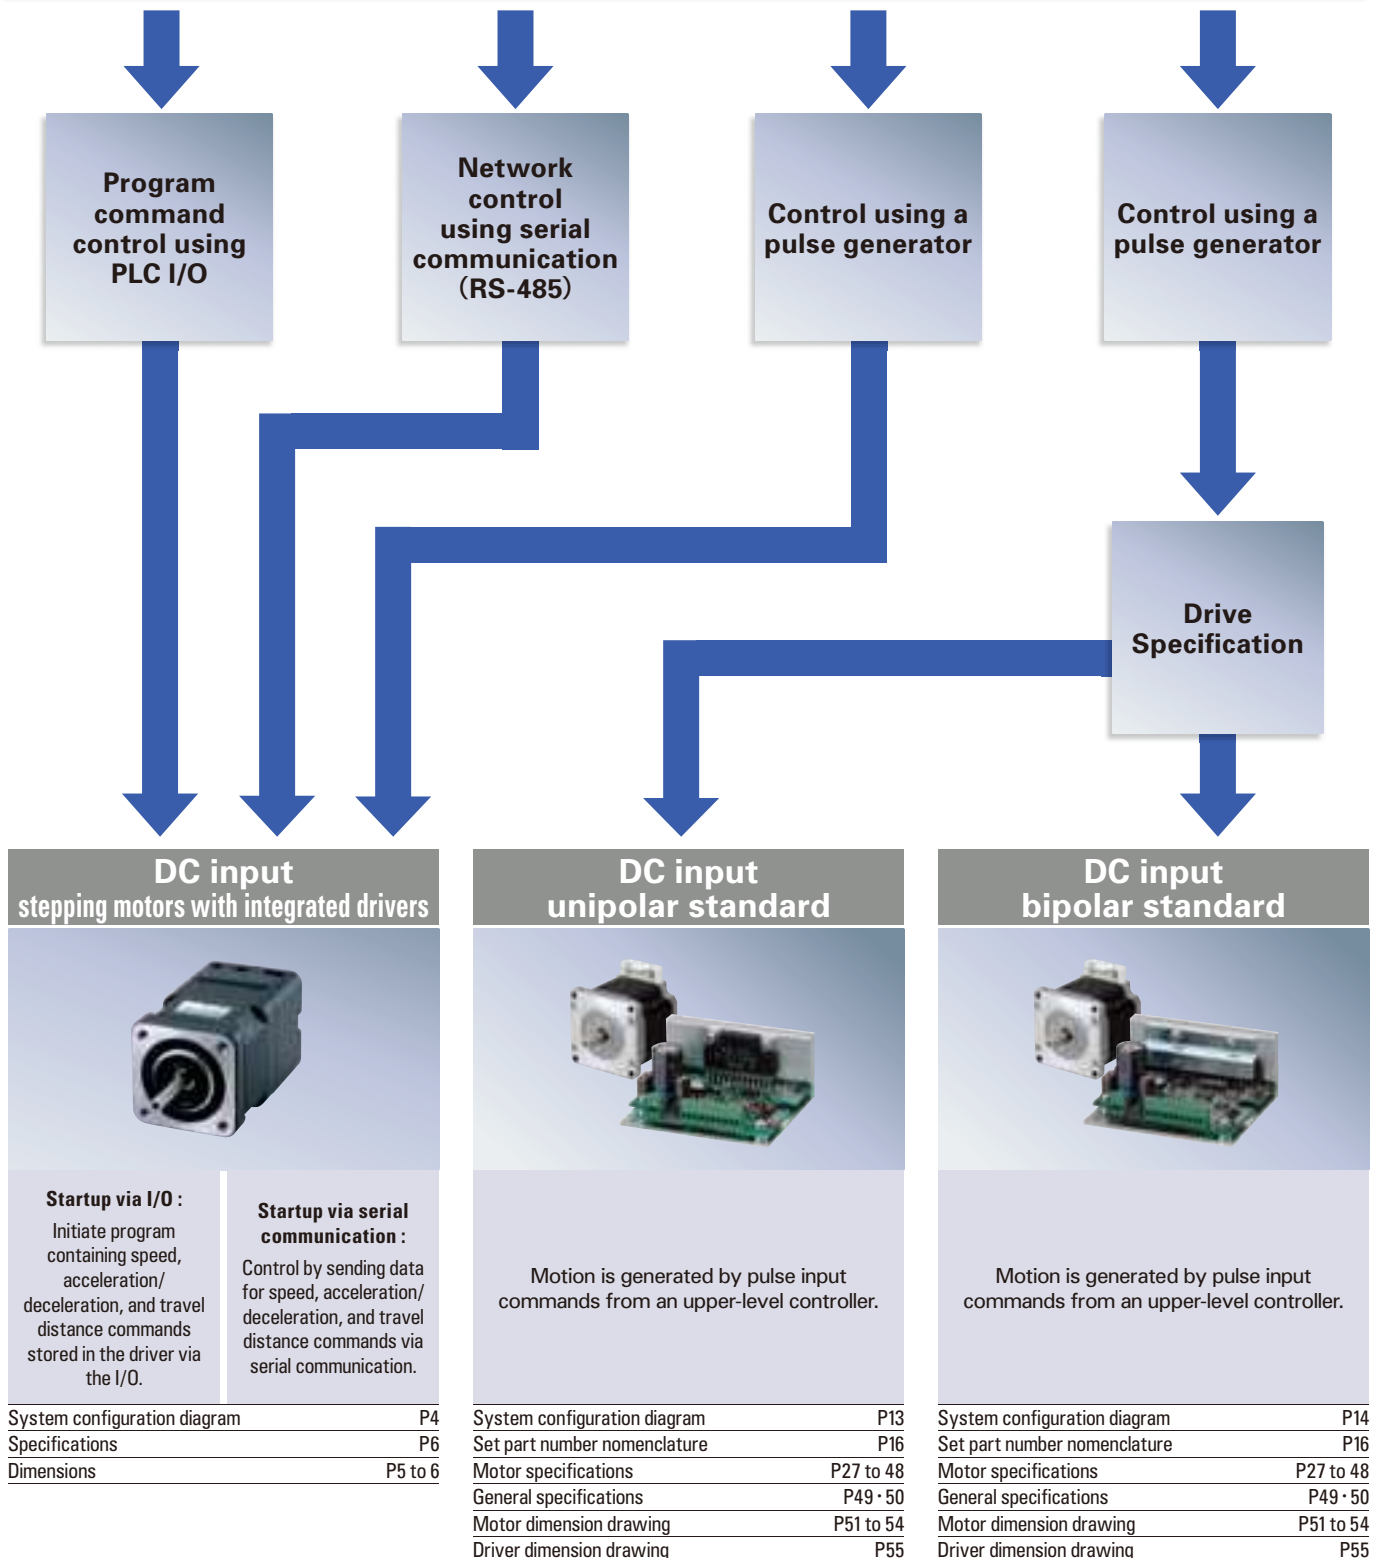 Program
command
control using
PLC I/O
Network
control
using serial
communication
（RS-485）
Control using a
pulse generator
Control using a
pulse generator
Drive
Specification
DC input
stepping motors with integrated drivers
Startup via I/O :
Initiate program
containing speed,
acceleration/
deceleration, and travel
distance commands
stored in the driver via
the I/O.
Startup via serial
communication :
Control by sending data
for speed, acceleration/
deceleration, and travel
distance commands via
serial communication.
System configuration diagram P4
Specifications P6
Dimensions P5 to 6
DC input
unipolar standard
Motion is generated by pulse input
commands from an upper-level controller.
System configuration diagram P13
Set part number nomenclature P16
Motor specifications P27 to 48
General specifications P49・50
Motor dimension drawing P51 to 54
Driver dimension drawing P55
DC input
bipolar standard
Motion is generated by pulse input
commands from an upper-level controller.
System configuration diagram P14
Set part number nomenclature P16
Motor specifications P27 to 48
General specifications P49・50
Motor dimension drawing P51 to 54
Driver dimension drawing P55